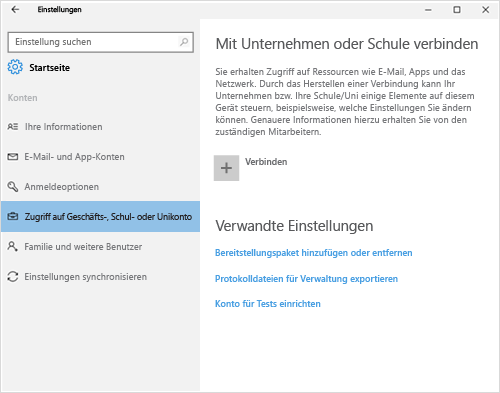 Einstellungen
Einstellung suchen
Startseite
Konten
Ihre Informationen
E-Mail- und App-Konten
Anmeldeoptionen
Zugriff auf Geschäfts-, Schul- oder Unikonto
Familie und weitere Benutzer
Einstellungen synchronisieren
Mit Unternehmen oder Schule verbinden
Sie erhalten Zugriff auf Ressourcen wie E-Mail, Apps und das
Netzwerk. Durch das Herstellen einer Verbindung kann Ihr
Unternehmen bzw. Ihre Schule/Uni einige Elemente auf diesem
Gerät steuern, beispielsweise, welche Einstellungen Sie ändern
können. Genauere Informationen hierzu erhalten Sie von den
zuständigen Mitarbeitern.
Verbinden
Verwandte Einstellungen
Bereitstellungspaket hinzufügen oder entfernen
Protokolldateien für Verwaltung exportieren
Konto für Tests einrichten